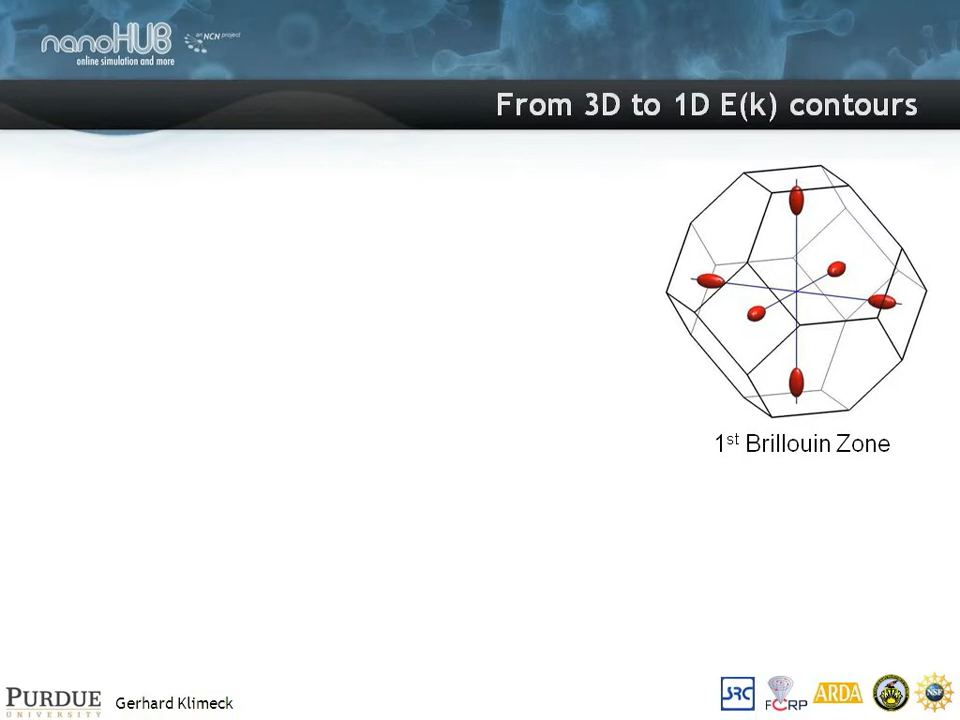 nanoHUB an NCN project
online simulation and more
From 3D to 1D E(k) contours
1st Brillouin Zone
PURDUE
UNIVERSITY
Gerhard Klimeck
SRC
FCRP
ARDA
NSF